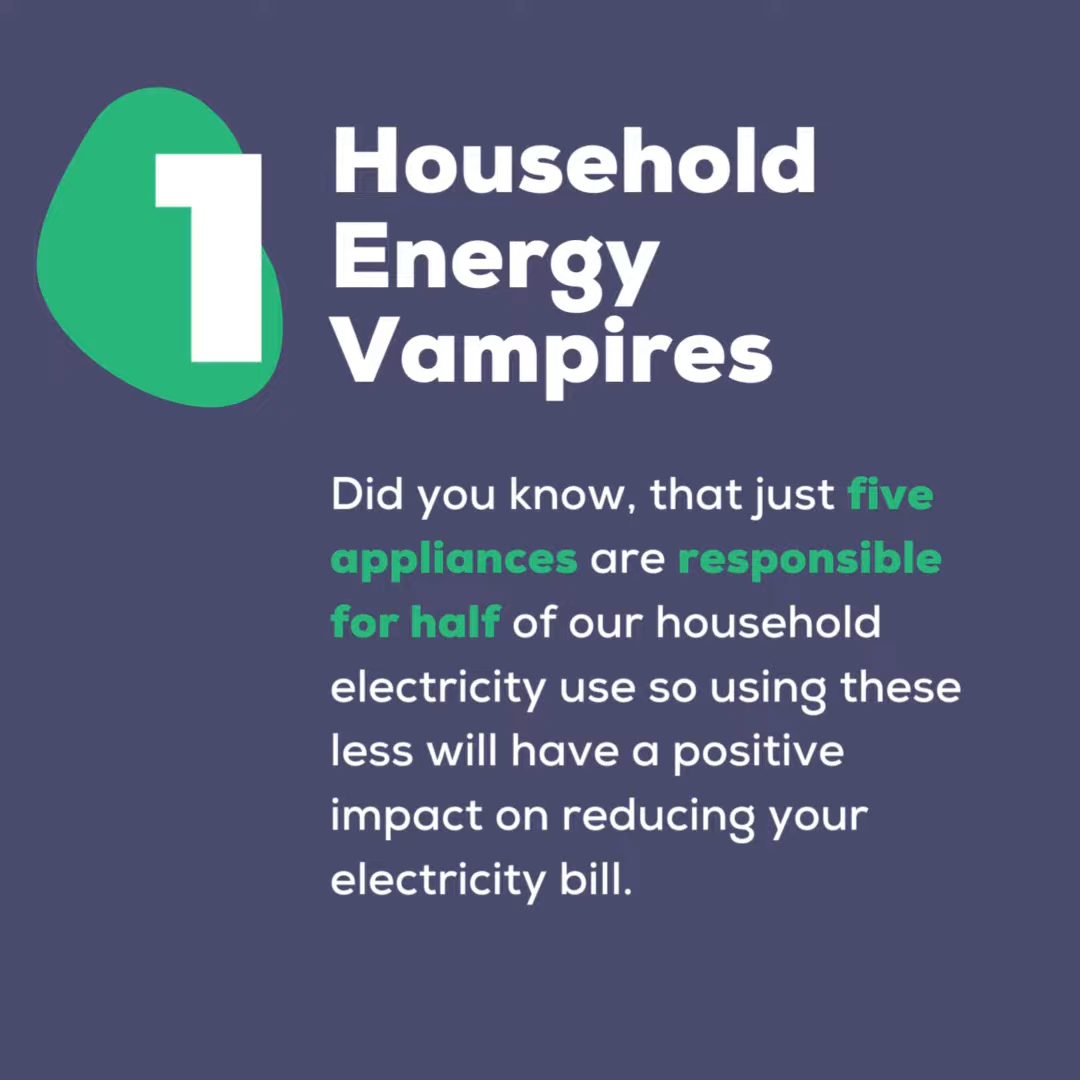 1
Household
Energy
Vampires
Did you know, that just five
appliances are responsible
for half of our household
electricity use so using these
less will have a positive
impact on reducing your
electricity bill.